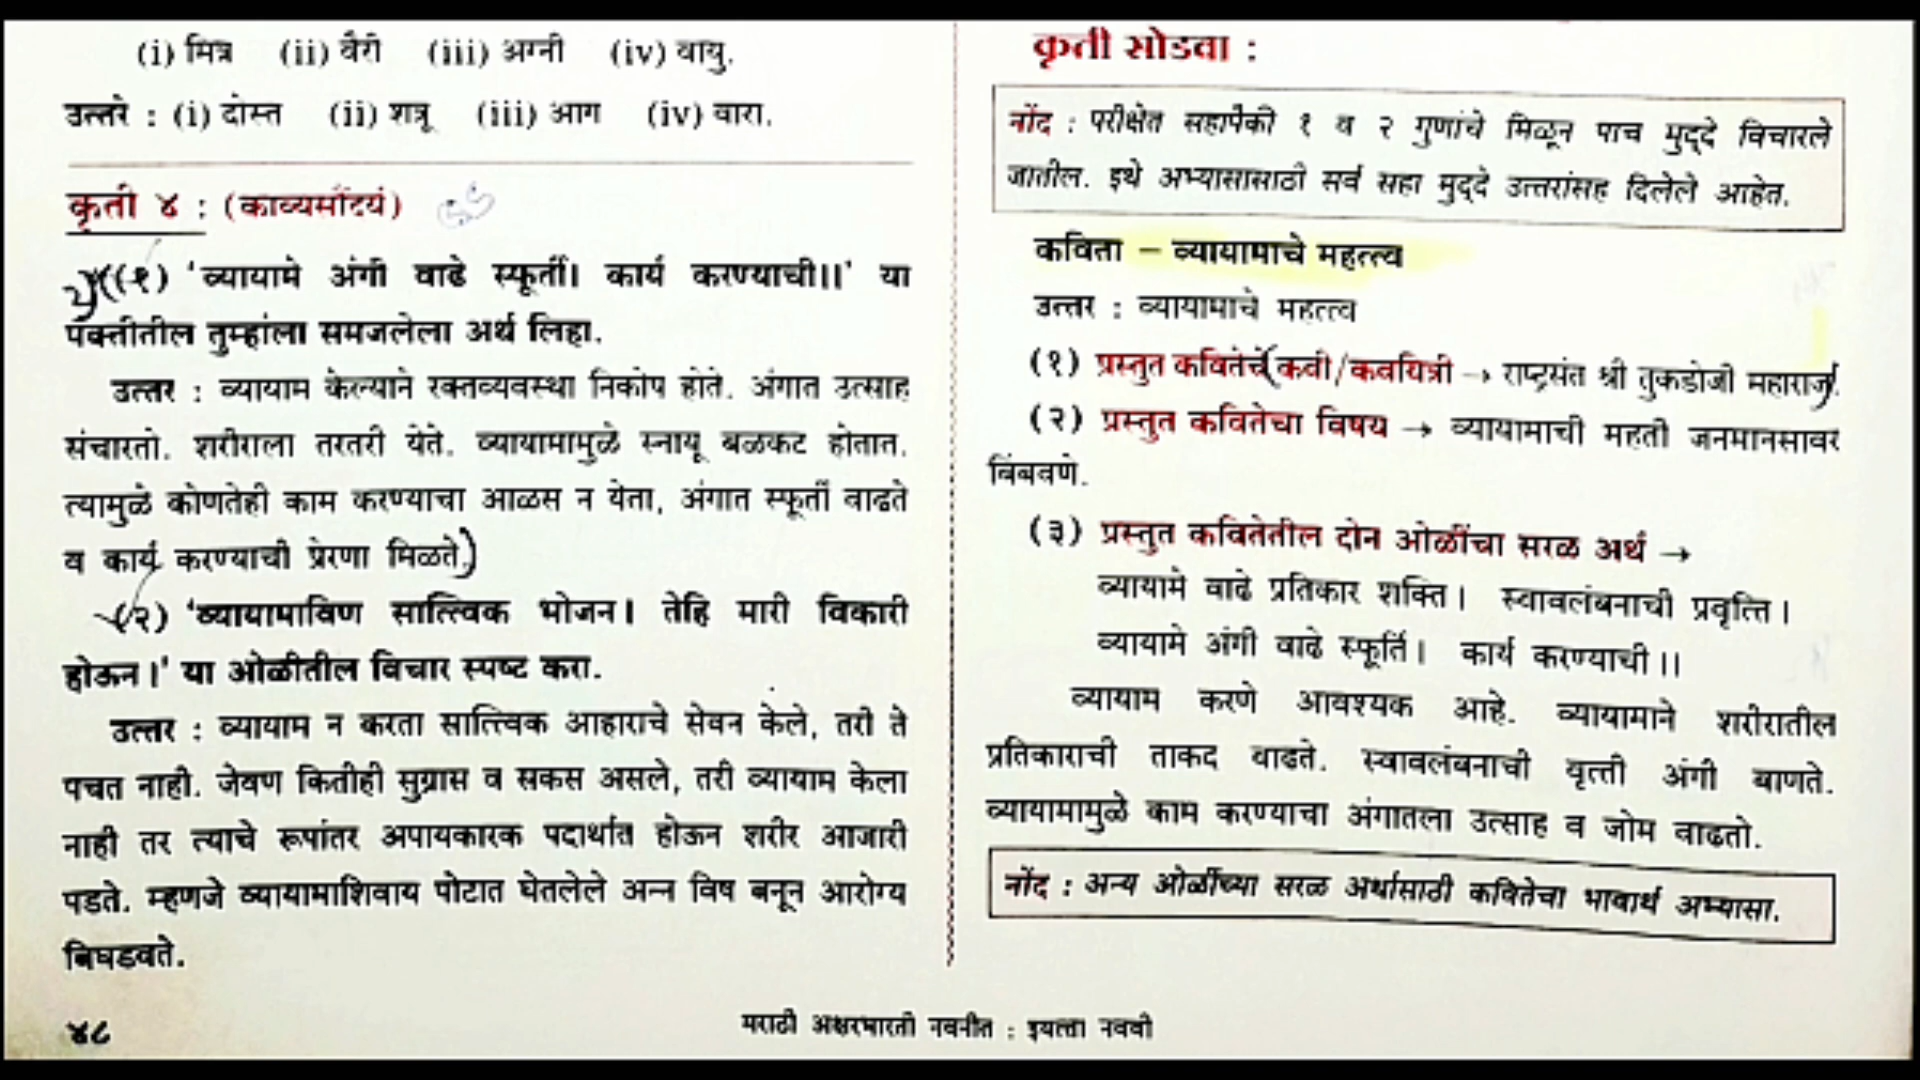 (i) मित्र (ii) वैरी (iii) अग्नी (iv) वायु.
उत्तरे : (i) दोस्त (ii) शत्रू (iii) आग (iv) वारा.
कृती ४ : (काव्यसौंदर्य)
(१) ‘व्यायामे अंगी वाढे स्फूर्ती। कार्य करण्याची।।’ या
पंक्तीतील तुम्हांला समजलेला अर्थ लिहा.
उत्तर : व्यायाम केल्याने रक्तव्यवस्था निकोप होते. अंगात उत्साह
संचारतो. शरीराला तरतरी येते. व्यायामामुळे स्नायू बळकट होतात.
त्यामुळे कोणतेही काम करण्याचा आळस न येता, अंगात स्फूर्ती वाढते
व कार्य करण्याची प्रेरणा मिळते.
(२) ‘व्यायामाविण सात्त्विक भोजन। तेहि मारी विकारी
होऊन।’ या ओळीतील विचार स्पष्ट करा.
उत्तर : व्यायाम न करता सात्त्विक आहाराचे सेवन केले, तरी ते
पचत नाही. जेवण कितीही सुग्रास व सकस असले, तरी व्यायाम केला
नाही तर त्याचे रूपांतर अपायकारक पदार्थात होऊन शरीर आजारी
पडते. म्हणजे व्यायामाशिवाय पोटात घेतलेले अन्न विष बनून आरोग्य
बिघडवते.
कृती सोडवा :
नोंद : परीक्षेत सहापैकी १ व २ गुणांचे मिळून पाच मुद्दे विचारले
जातील. इथे अभ्यासासाठी सर्व सहा मुद्दे उत्तरांसह दिलेले आहेत.
कविता – व्यायामाचे महत्त्व
उत्तर : व्यायामाचे महत्त्व
(१) प्रस्तुत कवितेचे कवी/कवयित्री → राष्ट्रसंत श्री तुकडोजी महाराज.
(२) प्रस्तुत कवितेचा विषय → व्यायामाची महती जनमानसावर
बिंबवणे.
(३) प्रस्तुत कवितेतील दोन ओळींचा सरळ अर्थ →
व्यायामे वाढे प्रतिकार शक्ति। स्वावलंबनाची प्रवृत्ति।
व्यायामे अंगी वाढे स्फूर्ति। कार्य करण्याची।।
व्यायाम करणे आवश्यक आहे. व्यायामाने शरीरातील
प्रतिकाराची ताकद वाढते. स्वावलंबनाची वृत्ती अंगी बाणते.
व्यायामामुळे काम करण्याचा अंगातला उत्साह व जोम वाढतो.
नोंद : अन्य ओळींच्या सरळ अर्थासाठी कवितेचा भावार्थ अभ्यासा.
४८
मराठी अक्षरभारती नवनीत : इयत्ता नववी